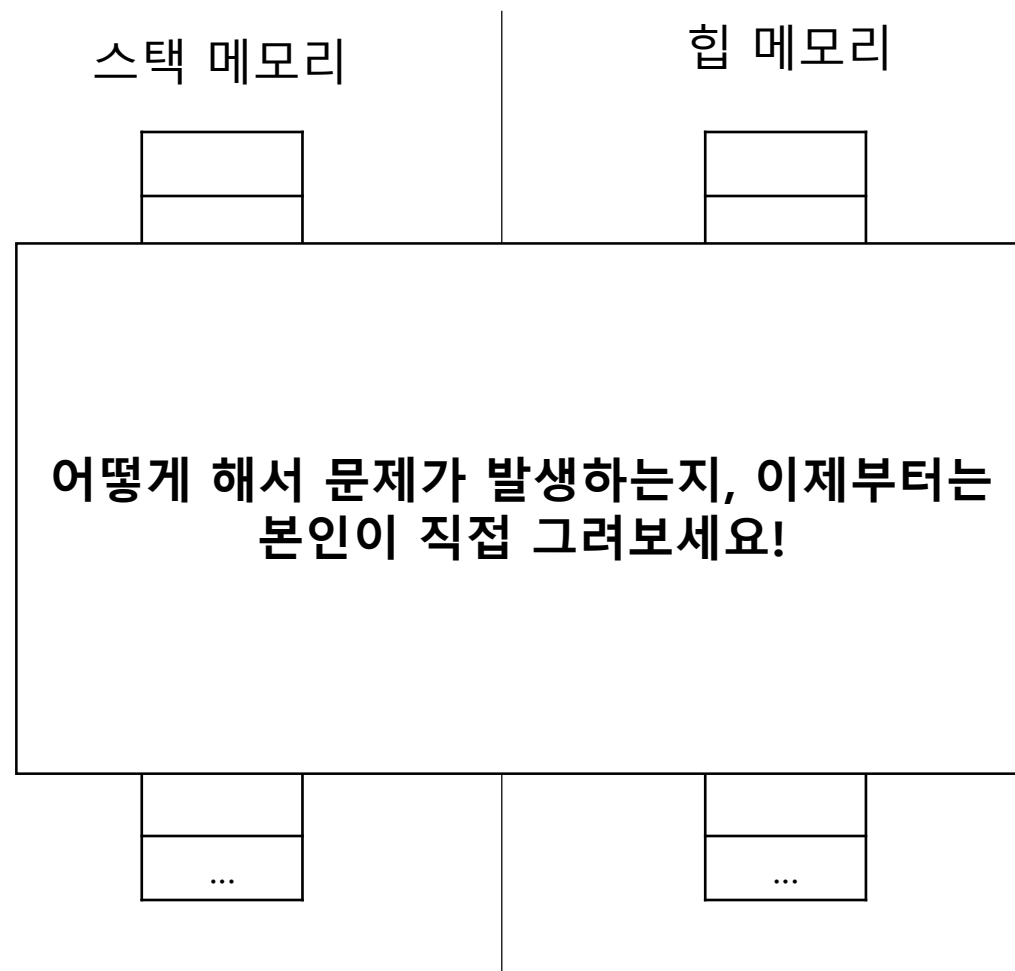 스택 메모리
힙 메모리
어떻게 해서 문제가 발생하는지, 이제부터는
본인이 직접 그려보세요!
...
...